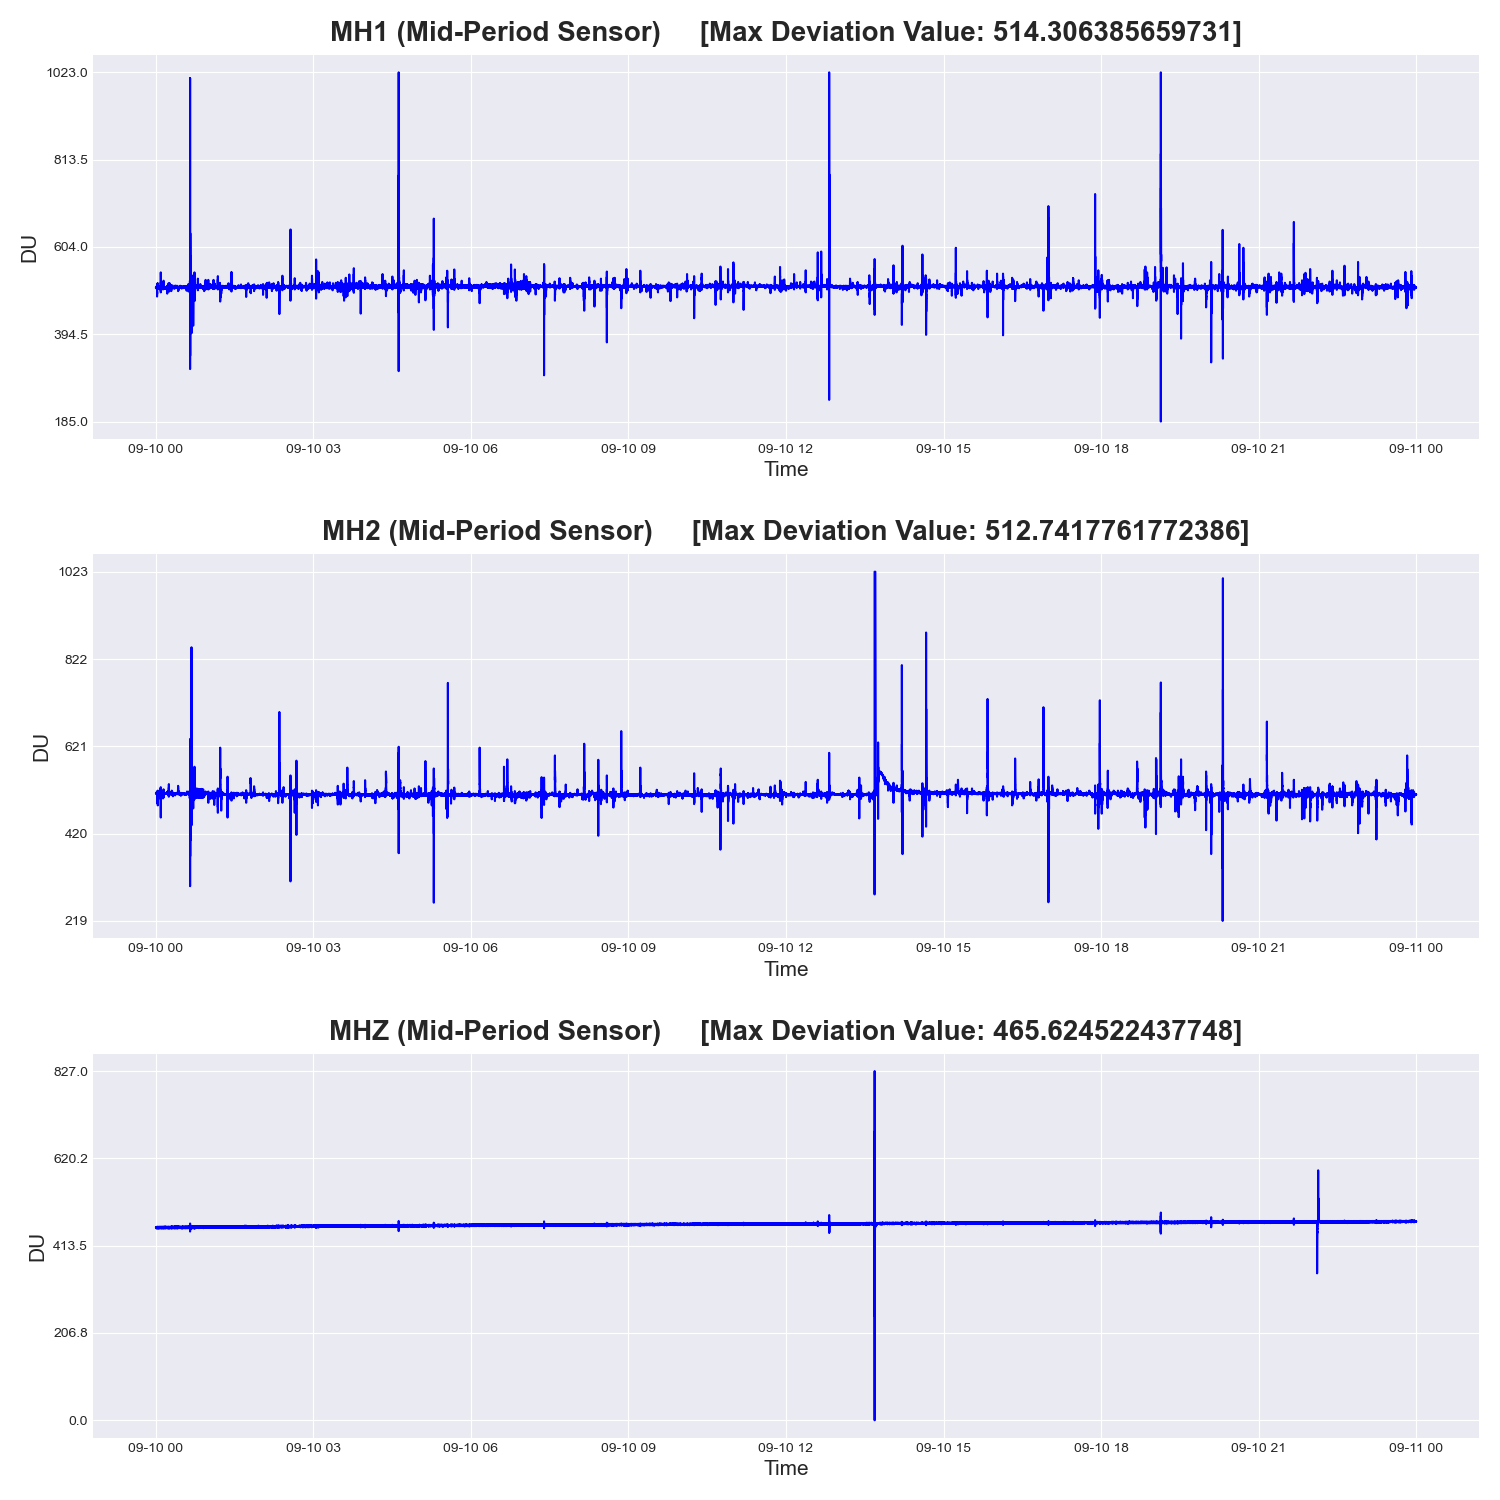 MH1 (Mid-Period Sensor) [Max Deviation Value: 514.306385659731]
1023.0
813.5
604.0
394.5
185.0
DU
09-10 00 09-10 03 09-10 06 09-10 09 09-10 12 09-10 15 09-10 18 09-10 21 09-11 00
Time
MH2 (Mid-Period Sensor) [Max Deviation Value: 512.7417761772386]
1023
822
621
420
219
DU
09-10 00 09-10 03 09-10 06 09-10 09 09-10 12 09-10 15 09-10 18 09-10 21 09-11 00
Time
MHZ (Mid-Period Sensor) [Max Deviation Value: 465.624522437748]
827.0
620.2
413.5
206.8
0.0
DU
09-10 00 09-10 03 09-10 06 09-10 09 09-10 12 09-10 15 09-10 18 09-10 21 09-11 00
Time